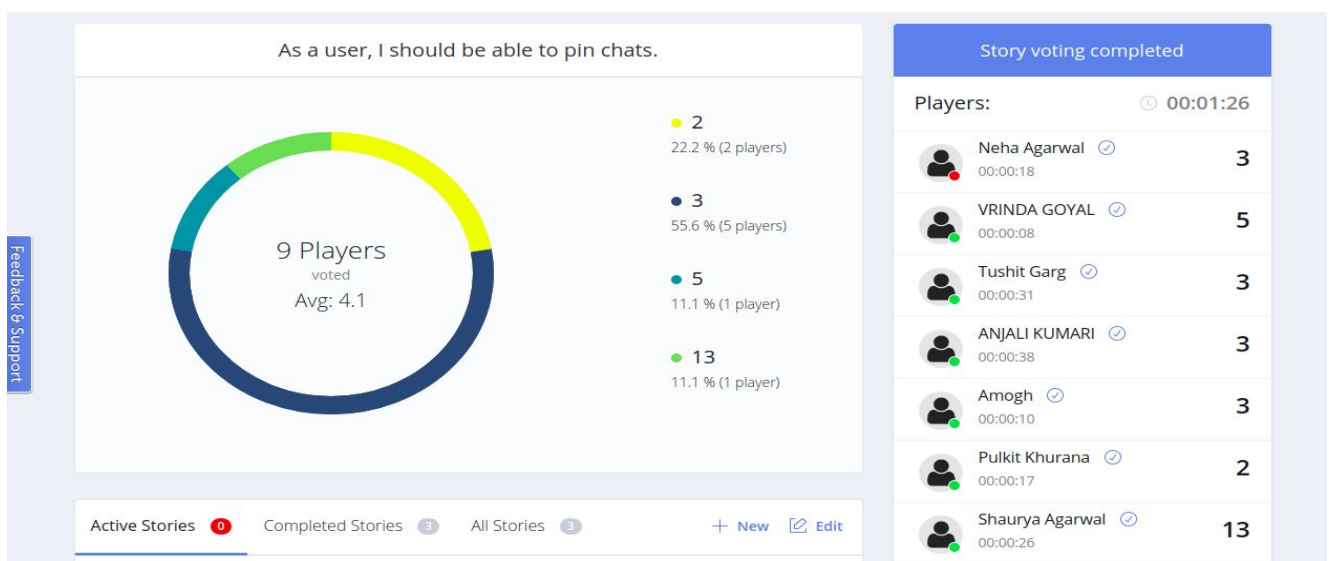 As a user, I should be able to pin chats.
9 Players
voted
Avg: 4.1
2
22.2 % (2 players)
3
55.6 % (5 players)
5
11.1 % (1 player)
13
11.1 % (1 player)
Feedback & Support
Active Stories 0 Completed Stories 3 All Stories 3 + New Edit
Story voting completed
Players: 00:01:26
Neha Agarwal 3
00:00:18
VRINDA GOYAL 5
00:00:08
Tushit Garg 3
00:00:31
ANJALI KUMARI 3
00:00:38
Amogh 3
00:00:10
Pulkit Khurana 2
00:00:17
Shaurya Agarwal 13
00:00:26